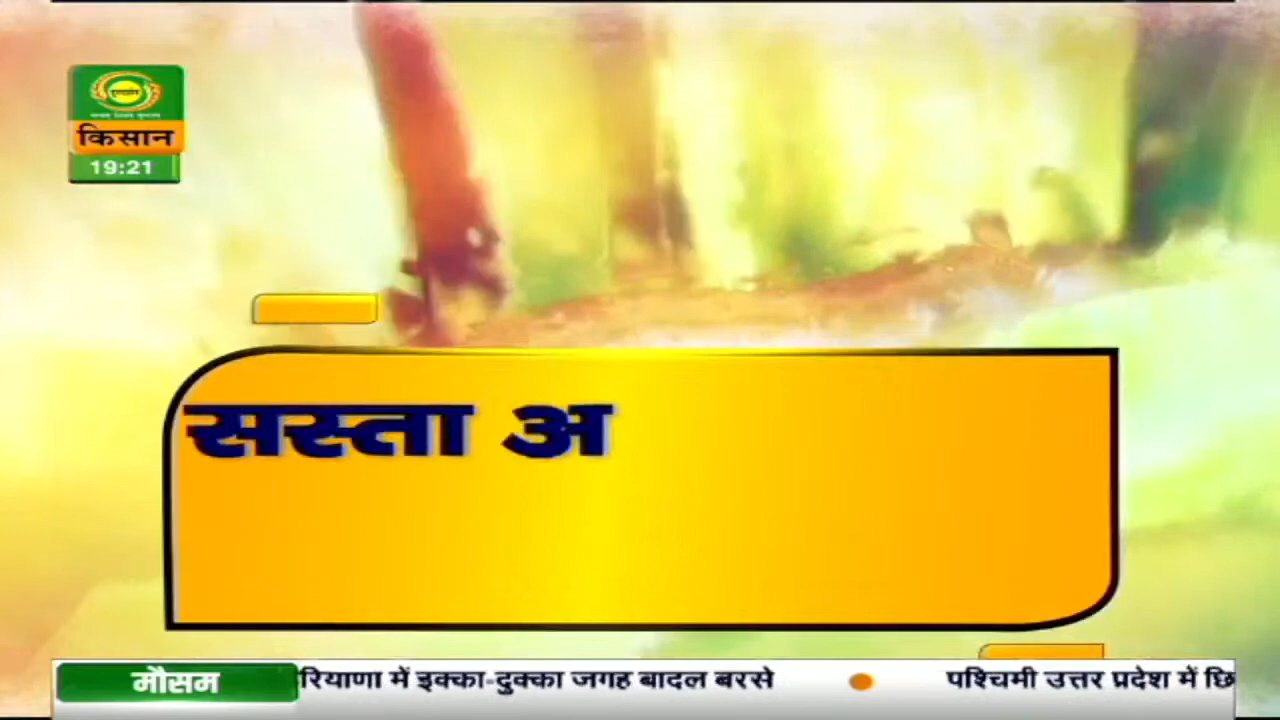 किसान
19:21
सस्ता अ
मौसम
रियाणा में इक्का-दुक्का जगह बादल बरसे
पश्चिमी उत्तर प्रदेश में छि